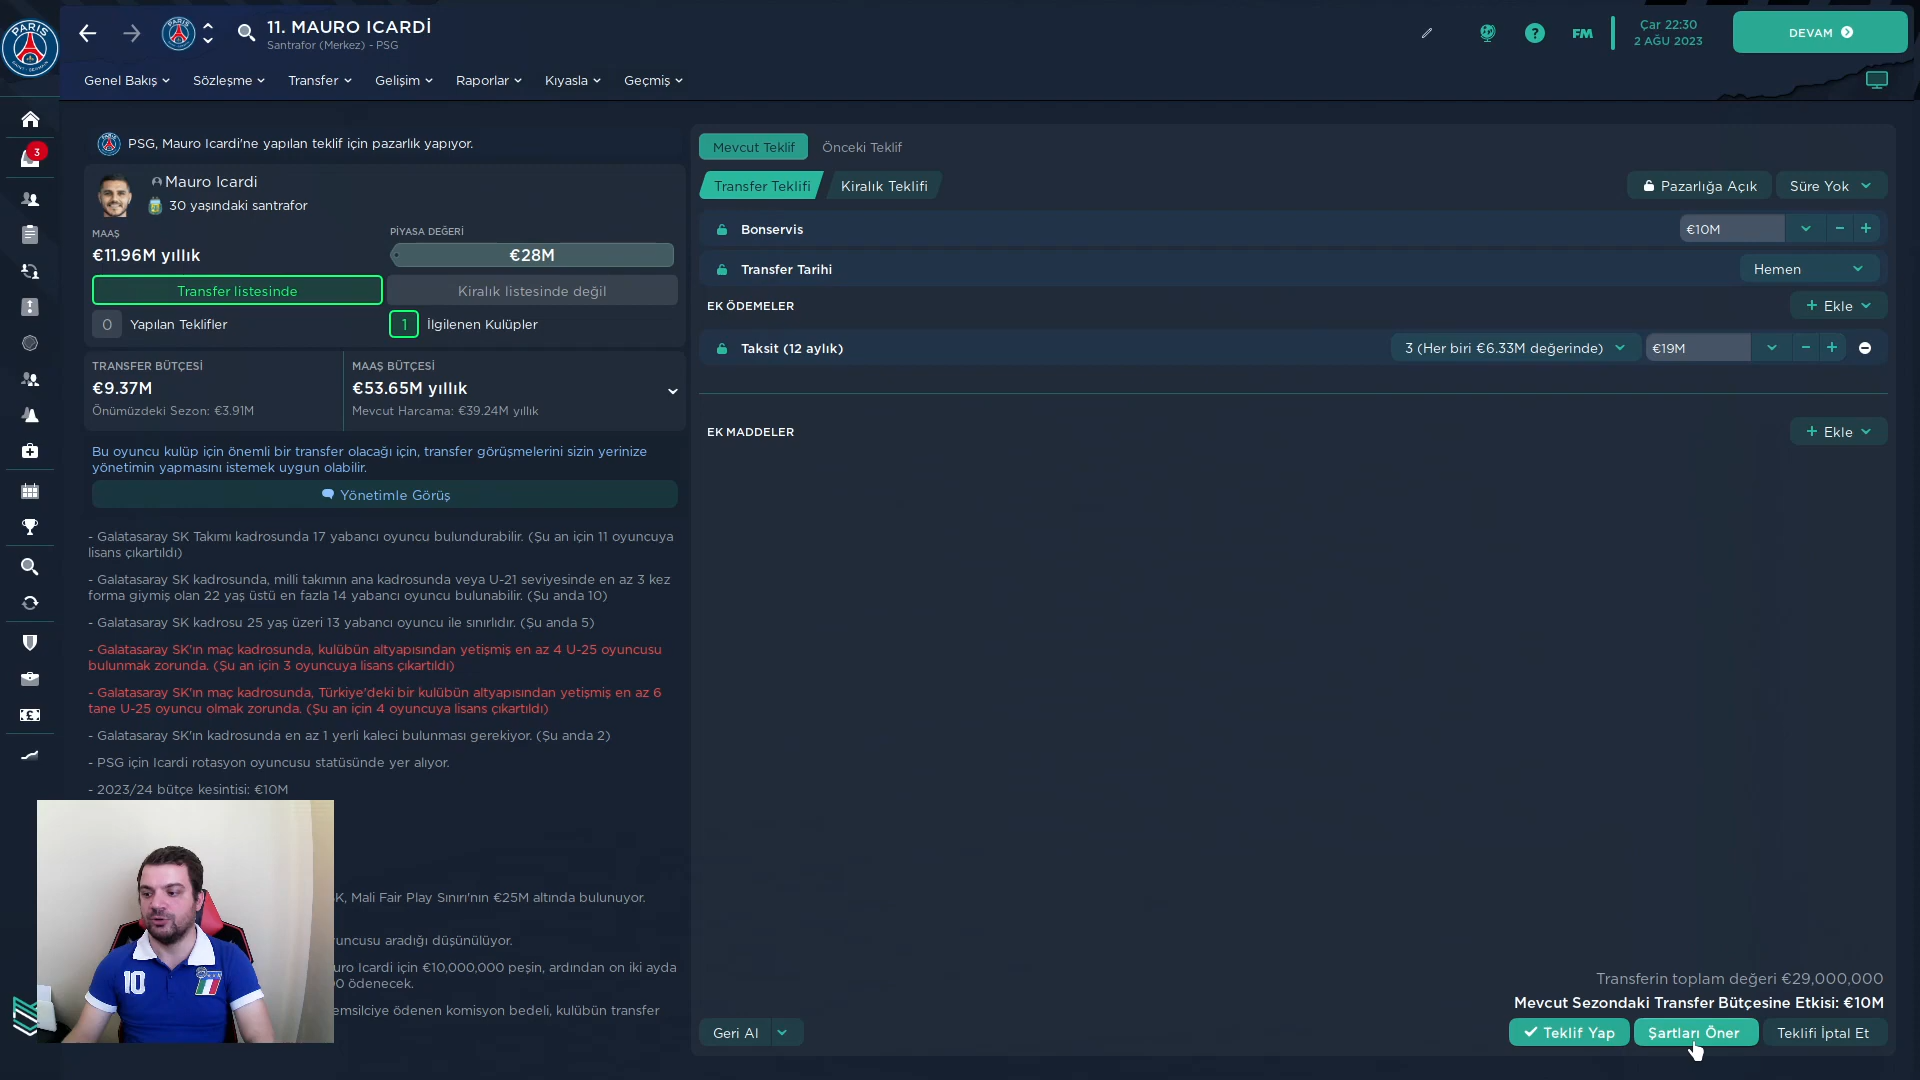 11. MAURO ICARDİ
Santrafor (Merkez) - PSG
Çar 22:30
2 AĞU 2023
FM
DEVAM
Genel Bakış
Sözleşme
Transfer
Gelişim
Raporlar
Kıyasla
Geçmiş
3
PSG, Mauro Icardi'ne yapılan teklif için pazarlık yapıyor.
Mauro Icardi
30 yaşındaki santrafor
MAAŞ
€11.96M yıllık
PİYASA DEĞERİ
€28M
Transfer listesinde
Kiralık listesinde değil
0 Yapılan Teklifler
1 İlgilenen Kulüpler
TRANSFER BÜTÇESİ
€9.37M
Önümüzdeki Sezon: €3.91M
MAAŞ BÜTÇESİ
€53.65M yıllık
Mevcut Harcama: €39.24M yıllık
Bu oyuncu kulüp için önemli bir transfer olacağı için, transfer görüşmelerini sizin yerinize
yönetimin yapmasını istemek uygun olabilir.
Yönetimle Görüş
- Galatasaray SK Takımı kadrosunda 17 yabancı oyuncu bulundurabilir. (Şu an için 11 oyuncuya
lisans çıkartıldı)
- Galatasaray SK kadrosunda, milli takımın ana kadrosunda veya U-21 seviyesinde en az 3 kez
forma giymiş olan 22 yaş üstü en fazla 14 yabancı oyuncu bulunabilir. (Şu anda 10)
- Galatasaray SK kadrosu 25 yaş üzeri 13 yabancı oyuncu ile sınırlıdır. (Şu anda 5)
- Galatasaray SK'ın maç kadrosunda, kulübün altyapısından yetişmiş en az 4 U-25 oyuncusu
bulunmak zorunda. (Şu an için 3 oyuncuya lisans çıkartıldı)
- Galatasaray SK'ın maç kadrosunda, Türkiye'deki bir kulübün altyapısından yetişmiş en az 6
tane U-25 oyuncu olmak zorunda. (Şu an için 4 oyuncuya lisans çıkartıldı)
- Galatasaray SK'ın kadrosunda en az 1 yerli kaleci bulunması gerekiyor. (Şu anda 2)
- PSG için Icardi rotasyon oyuncusu statüsünde yer alıyor.
- 2023/24 bütçe kesintisi: €10M
K, Mali Fair Play Sınırı'nın €25M altında bulunuyor.
uncusu aradığı düşünülüyor.
uro Icardi için €10,000,000 peşin, ardından on iki ayda
0 ödenecek.
emsilciye ödenen komisyon bedeli, kulübün transfer
10
Mevcut Teklif
Önceki Teklif
Transfer Teklifi
Kiralık Teklifi
Pazarlığa Açık
Süre Yok
Bonservis
€10M
Transfer Tarihi
Hemen
EK ÖDEMELER
Ekle
Taksit (12 aylık)
3 (Her biri €6.33M değerinde)
€19M
EK MADDELER
Ekle
Transferin toplam değeri €29,000,000
Mevcut Sezondaki Transfer Bütçesine Etkisi: €10M
Geri Al
Teklif Yap
Şartları Öner
Teklifi İptal Et